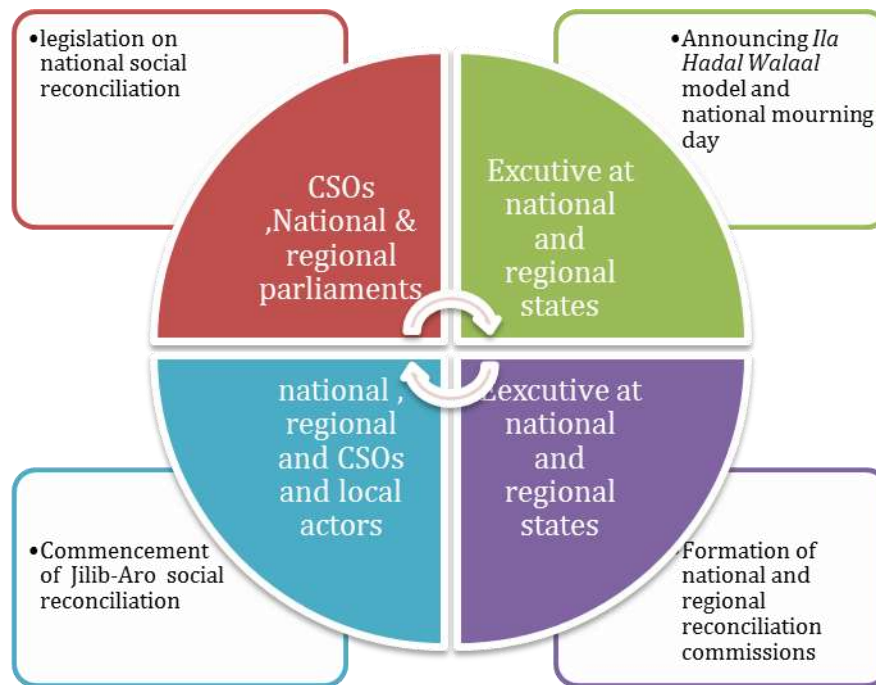 •legislation on
national social
reconciliation
•Announcing Ila
Hadal Walaal
model and
national mourning
day
CSOs
,National &
regional
parliaments
Excutive at
national
and
regional
states
national ,
regional
and CSOs
and local
actors
Eexcutive at
national
and
regional
states
•Commencement
of Jilib-Aro social
reconciliation
•Formation of
national and
regional
reconciliation
commissions